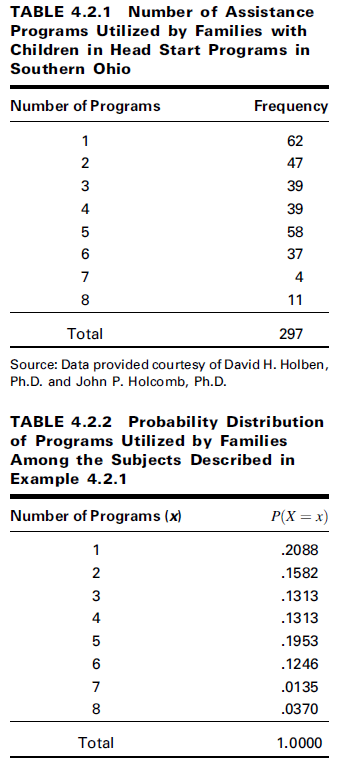 TABLE 4.2.1 Number of Assistance
Programs Utilized by Families with
Children in Head Start Programs in
Southern Ohio
Number of Programs Frequency
1 62
2 47
3 39
4 39
5 58
6 37
7 4
8 11
Total 297
Source: Data provided courtesy of David H. Holben,
Ph.D. and John P. Holcomb, Ph.D.
TABLE 4.2.2 Probability Distribution
of Programs Utilized by Families
Among the Subjects Described in
Example 4.2.1
Number of Programs (x) P(X = x)
1 .2088
2 .1582
3 .1313
4 .1313
5 .1953
6 .1246
7 .0135
8 .0370
Total 1.0000